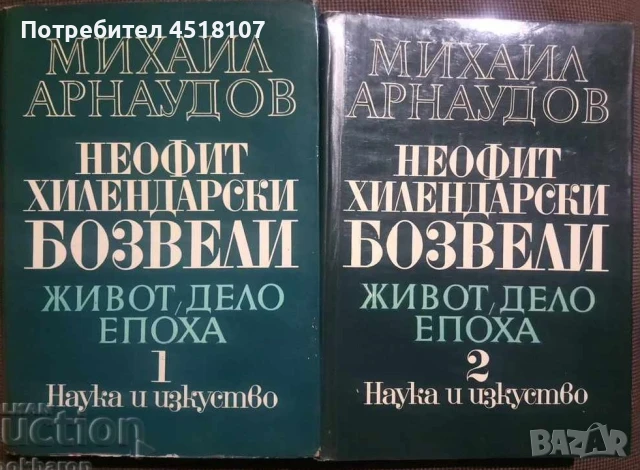 Потребител 4518107
МИХАИЛ
АРНАУДОВ
НЕОФИТ
ХИЛЕНДАРСКИ
БОЗВЕЛИ
ЖИВОТ, ДЕЛО
ЕПОХА
1
Наука и изкуство
МИХАИЛ
АРНАУДОВ
НЕОФИТ
ХИЛЕНДАРСКИ
БОЗВЕЛИ
ЖИВОТ, ДЕЛО
ЕПОХА
2
Наука и изкуство
BAZAR